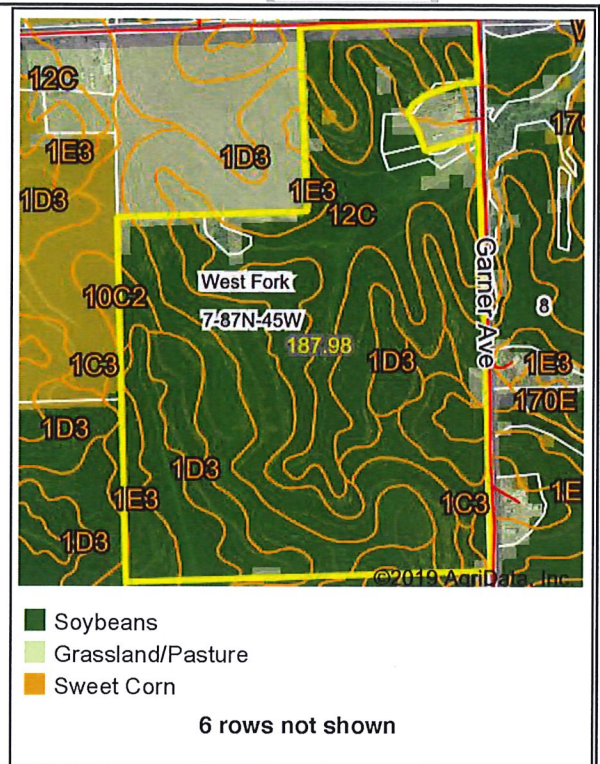 12C
1E3
1D3
1D3
1E3
12C
170
West Fork
Garner Ave
10C2
7-87N-45W
8
187.98
1C3
1D3
1E3
170E
1D3
1D3
1E3
1C3
1E
1D3
©2019 AgriData, Inc.
Soybeans
Grassland/Pasture
Sweet Corn
6 rows not shown